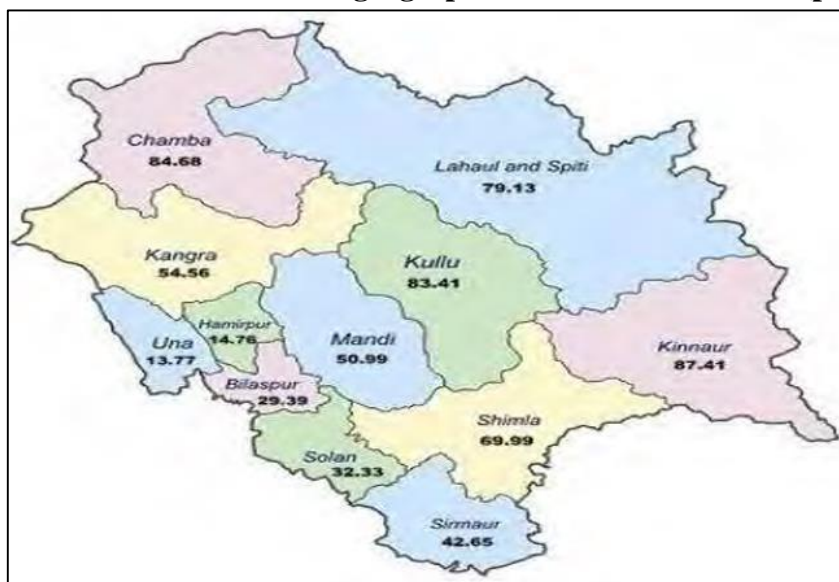 Chamba
84.68
Lahaul and Spiti
79.13
Kangra
54.56
Kullu
83.41
Hamirpur
14.76
Una
13.77
Mandi
50.99
Kinnaur
87.41
Bilaspur
29.39
Shimla
69.99
Solan
32.33
Sirmaur
42.65